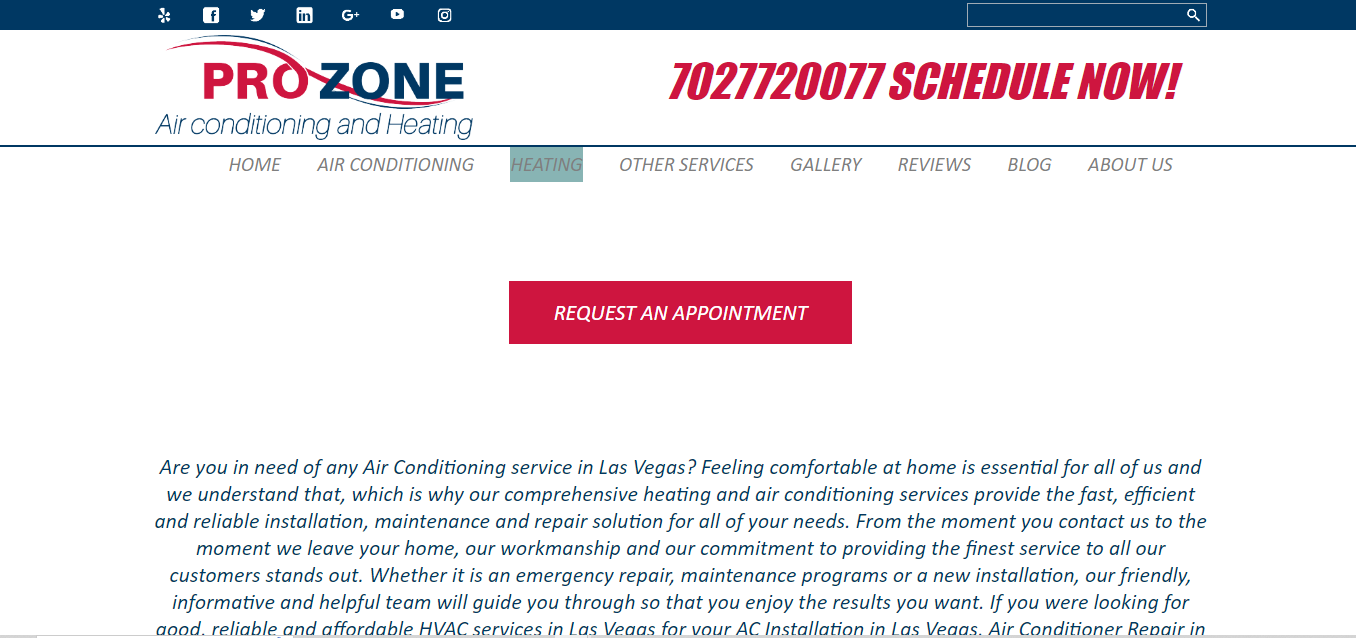 PRO ZONE
Air conditioning and Heating
7027720077 SCHEDULE NOW!
HOME AIR CONDITIONING HEATING OTHER SERVICES GALLERY REVIEWS BLOG ABOUT US
REQUEST AN APPOINTMENT
Are you in need of any Air Conditioning service in Las Vegas? Feeling comfortable at home is essential for all of us and
we understand that, which is why our comprehensive heating and air conditioning services provide the fast, efficient
and reliable installation, maintenance and repair solution for all of your needs. From the moment you contact us to the
moment we leave your home, our workmanship and our commitment to providing the finest service to all our
customers stands out. Whether it is an emergency repair, maintenance programs or a new installation, our friendly,
informative and helpful team will guide you through so that you enjoy the results you want. If you were looking for
good, reliable and affordable HVAC services in Las Vegas for your AC Installation in Las Vegas, Air Conditioner Repair in